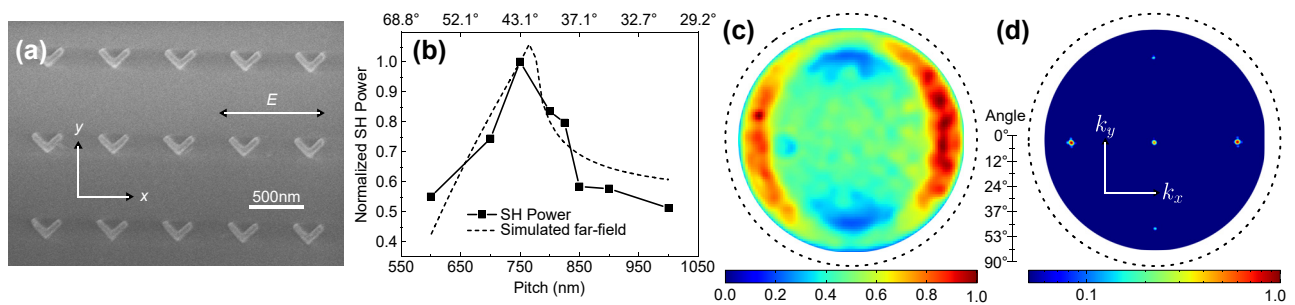 (a)
E
y
x
500nm
68.8° 52.1° 43.1° 37.1° 32.7° 29.2°
(b)
Normalized SH Power
1.0
0.9
0.8
0.7
0.6
0.5
0.4
SH Power
Simulated far-field
550 650 750 850 950 1050
Pitch (nm)
(c)
0.0 0.2 0.4 0.6 0.8 1.0
(d)
Angle
0°
12°
24°
37°
53°
90°
k_y
k_x
0.1 1.0